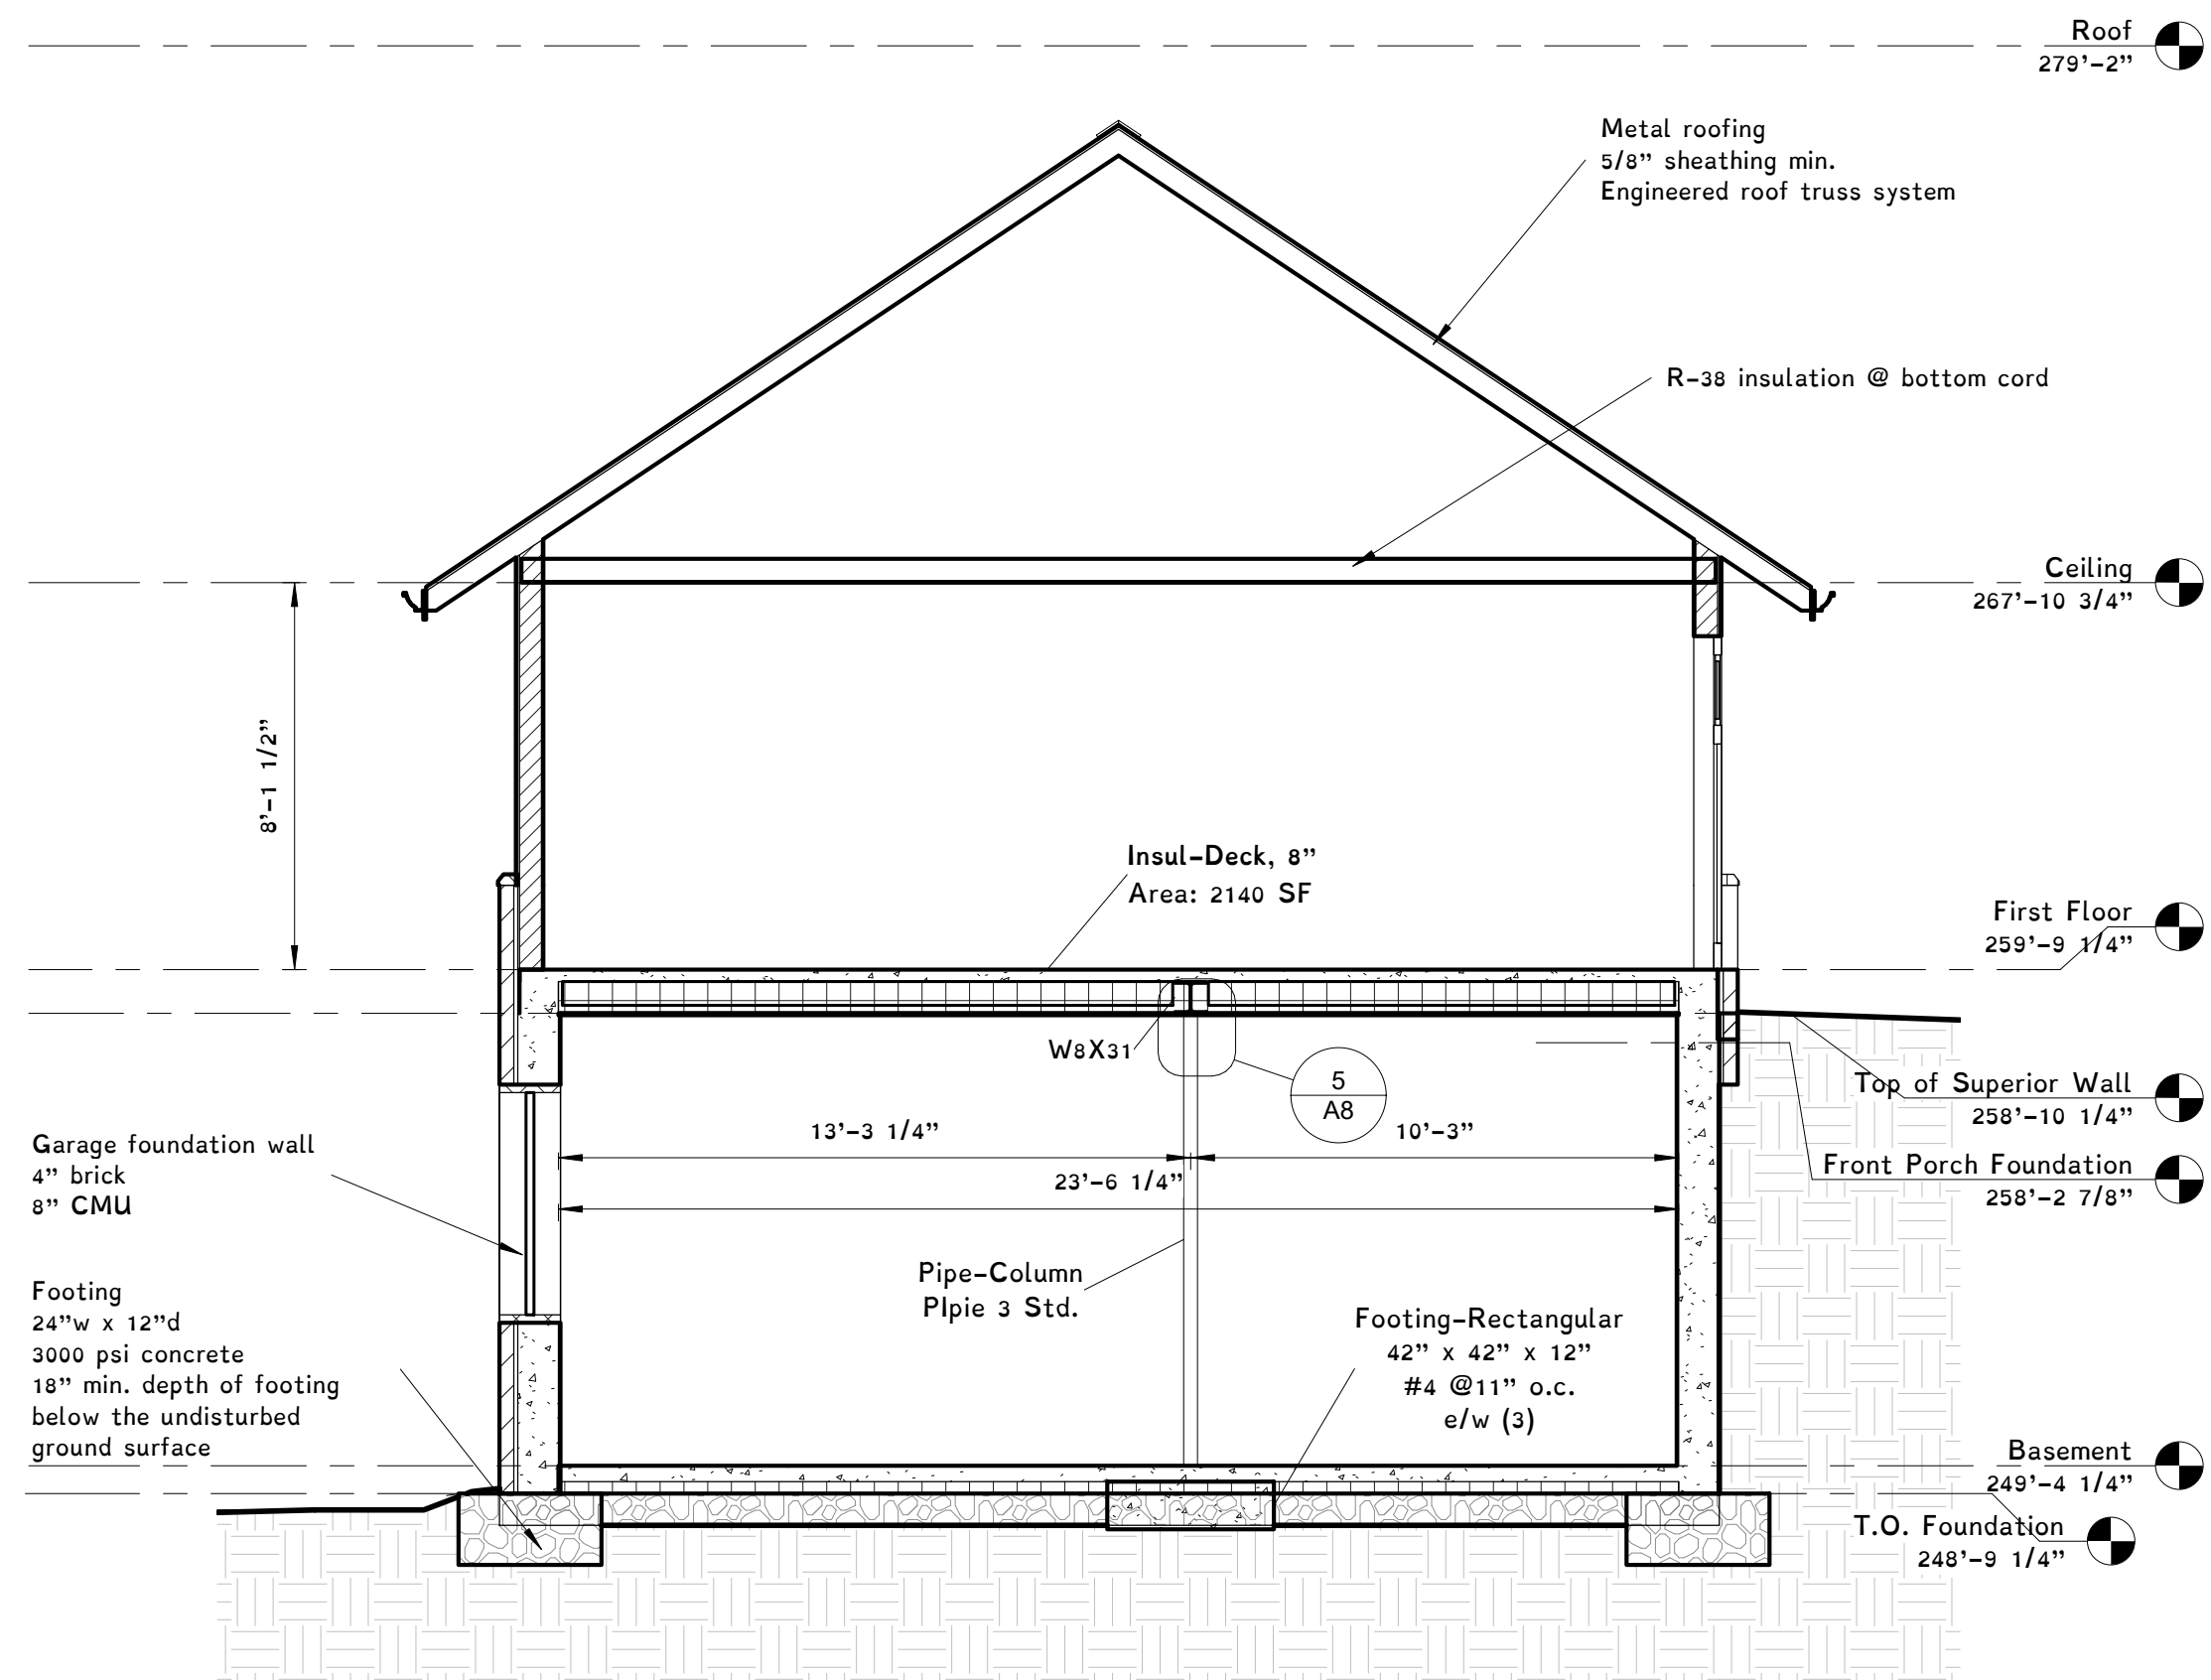 Roof
279'-2"
Metal roofing
5/8" sheathing min.
Engineered roof truss system
R-38 insulation @ bottom cord
Ceiling
267'-10 3/4"
8'-1 1/2"
Insul-Deck, 8"
Area: 2140 SF
First Floor
259'-9 1/4"
W8X31
5
A8
Top of Superior Wall
258'-10 1/4"
13'-3 1/4"
10'-3"
23'-6 1/4"
Front Porch Foundation
258'-2 7/8"
Garage foundation wall
4" brick
8" CMU
Pipe-Column
PIpie 3 Std.
Footing
24"w x 12"d
3000 psi concrete
18" min. depth of footing
below the undisturbed
ground surface
Footing-Rectangular
42" x 42" x 12"
#4 @11" o.c.
e/w (3)
Basement
249'-4 1/4"
T.O. Foundation
248'-9 1/4"